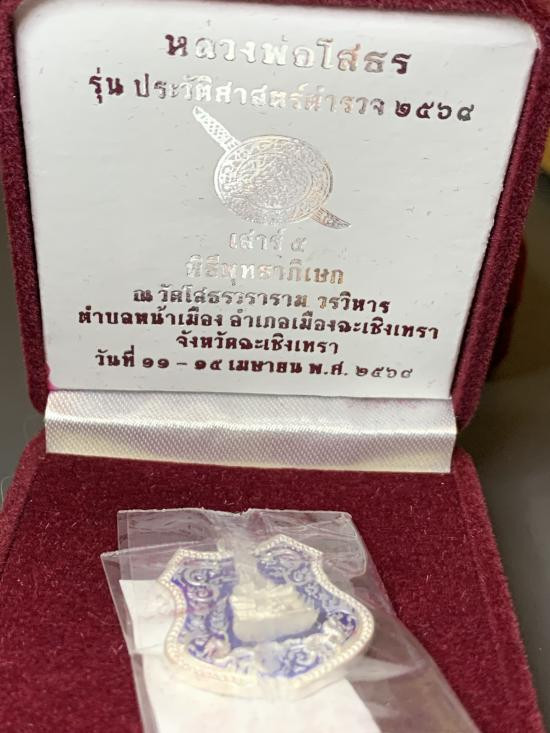 หลวงพ่อโสธร
รุ่น ประวัติศาสตร์ตำรวจ ๒๕๖๘
เสาร์ ๕
พิธีพุทธาภิเษก
ณ วัดโสธรวราราม วรวิหาร
ตำบลหน้าเมือง อำเภอเมืองฉะเชิงเทรา
จังหวัดฉะเชิงเทรา
วันที่ ๑๑ - ๑๕ เมษายน พ.ศ. ๒๕๖๘